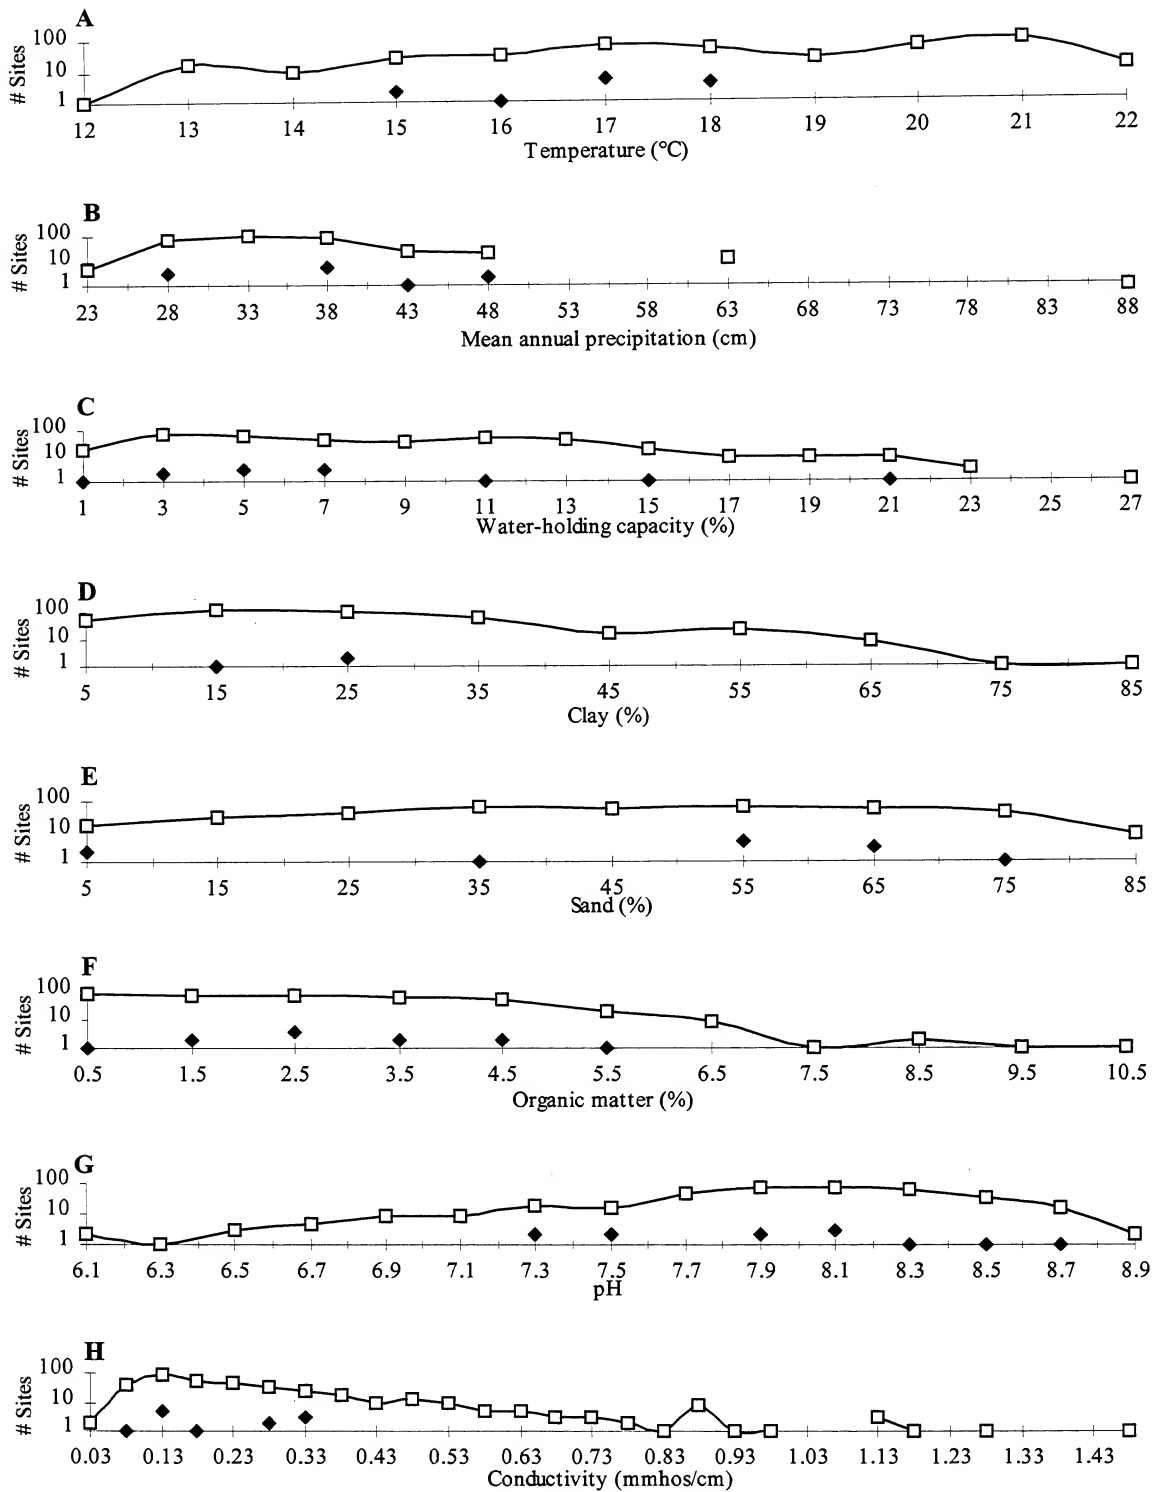 A
# Sites
100
10
1
12 13 14 15 16 17 18 19 20 21 22
Temperature (°C)
B
# Sites
100
10
1
23 28 33 38 43 48 53 58 63 68 73 78 83 88
Mean annual precipitation (cm)
C
# Sites
100
10
1
1 3 5 7 9 11 13 15 17 19 21 23 25 27
Water-holding capacity (%)
D
# Sites
100
10
1
5 15 25 35 45 55 65 75 85
Clay (%)
E
# Sites
100
10
1
5 15 25 35 45 55 65 75 85
Sand (%)
F
# Sites
100
10
1
0.5 1.5 2.5 3.5 4.5 5.5 6.5 7.5 8.5 9.5 10.5
Organic matter (%)
G
# Sites
100
10
1
6.1 6.3 6.5 6.7 6.9 7.1 7.3 7.5 7.7 7.9 8.1 8.3 8.5 8.7 8.9
pH
H
# Sites
100
10
1
0.03 0.13 0.23 0.33 0.43 0.53 0.63 0.73 0.83 0.93 1.03 1.13 1.23 1.33 1.43
Conductivity (mmhos/cm)